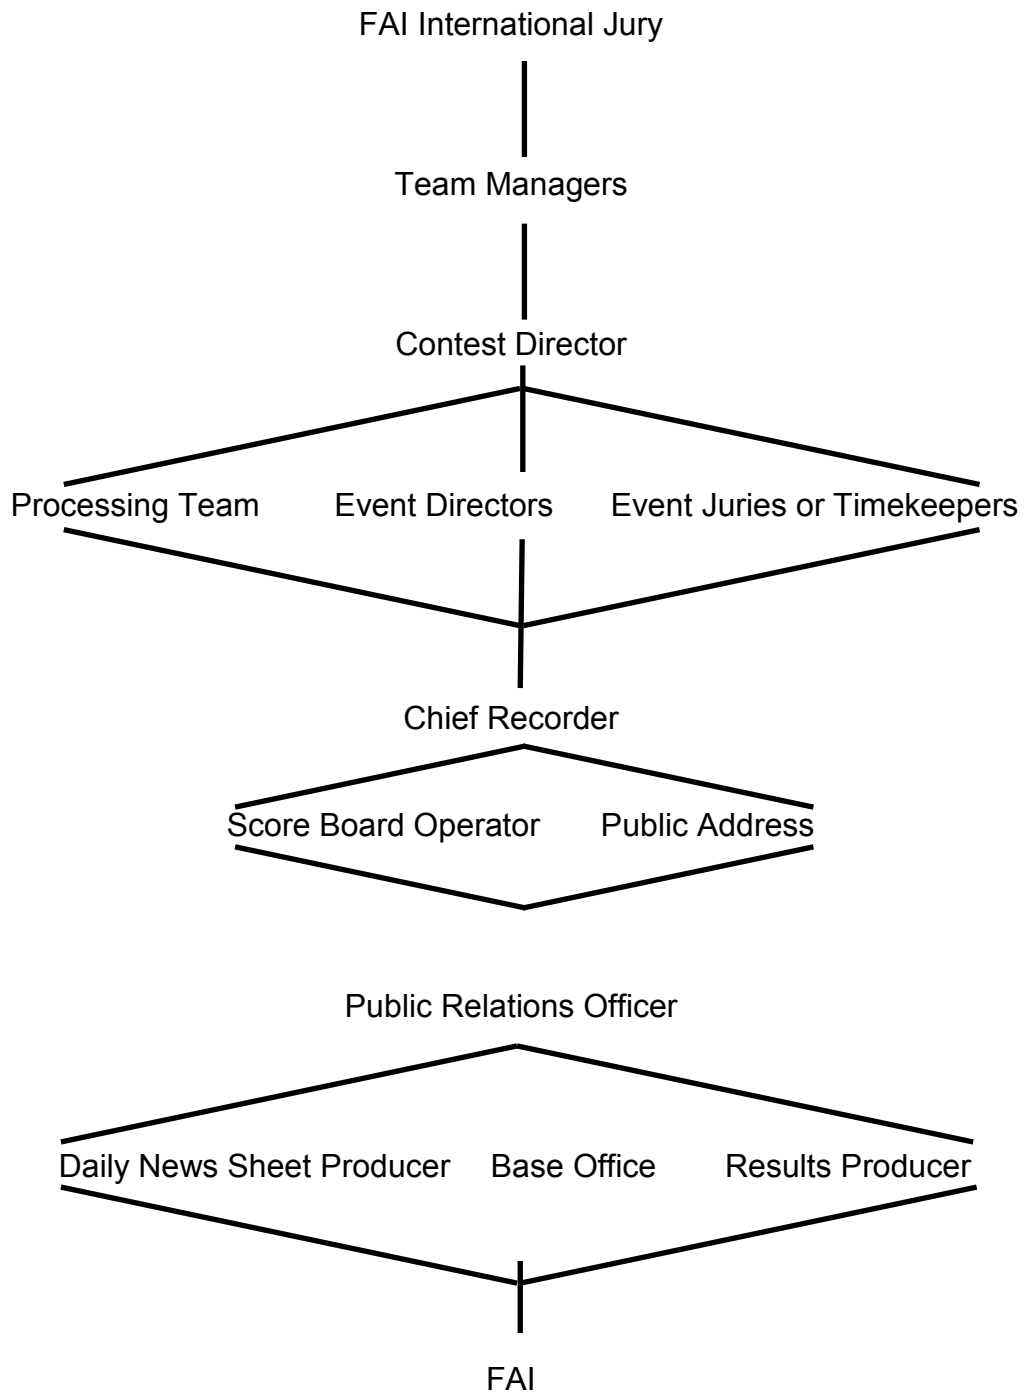 FAI International Jury
Team Managers
Contest Director
Processing Team Event Directors Event Juries or Timekeepers
Chief Recorder
Score Board Operator Public Address
Public Relations Officer
Daily News Sheet Producer Base Office Results Producer
FAI